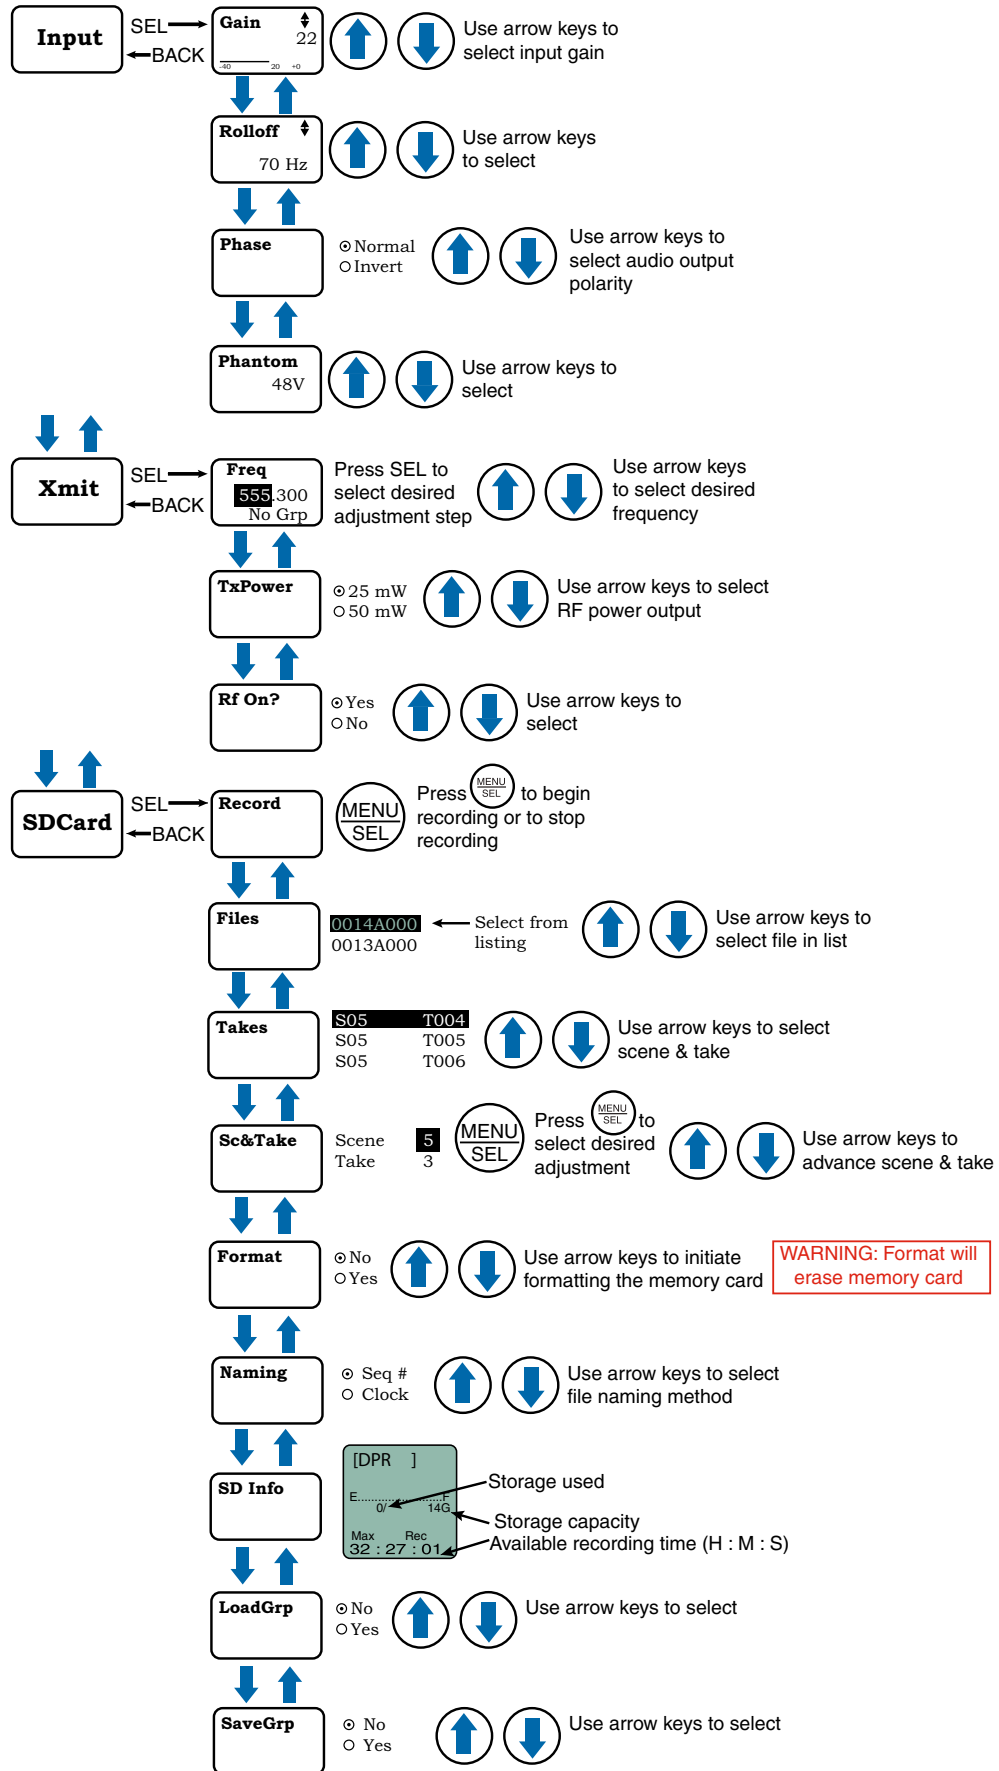 Input
SEL
BACK
Gain
22
-40 20 +0
Use arrow keys to
select input gain
Rolloff
70 Hz
Use arrow keys
to select
Phase
Normal
Invert
Use arrow keys to
select audio output
polarity
Phantom
48V
Use arrow keys to
select
Xmit
SEL
BACK
Freq
555.300
No Grp
Press SEL to
select desired
adjustment step
Use arrow keys
to select desired
frequency
TxPower
25 mW
50 mW
Use arrow keys to select
RF power output
Rf On?
Yes
No
Use arrow keys to
select
SDCard
SEL
BACK
Record
MENU
SEL
Press MENU SEL to begin
recording or to stop
recording
Files
0014A000
0013A000
Select from
listing
Use arrow keys to
select file in list
Takes
S05 T004
S05 T005
S05 T006
Use arrow keys to select
scene & take
Sc&Take
Scene 5
Take 3
MENU
SEL
Press MENU SEL to
select desired
adjustment
Use arrow keys to
advance scene & take
Format
No
Yes
Use arrow keys to initiate
formatting the memory card
WARNING: Format will
erase memory card
Naming
Seq #
Clock
Use arrow keys to select
file naming method
SD Info
[DPR ]
E........................F
0/ 14G
Max Rec
32 : 27 : 01
Storage used
Storage capacity
Available recording time (H : M : S)
LoadGrp
No
Yes
Use arrow keys to select
SaveGrp
No
Yes
Use arrow keys to select